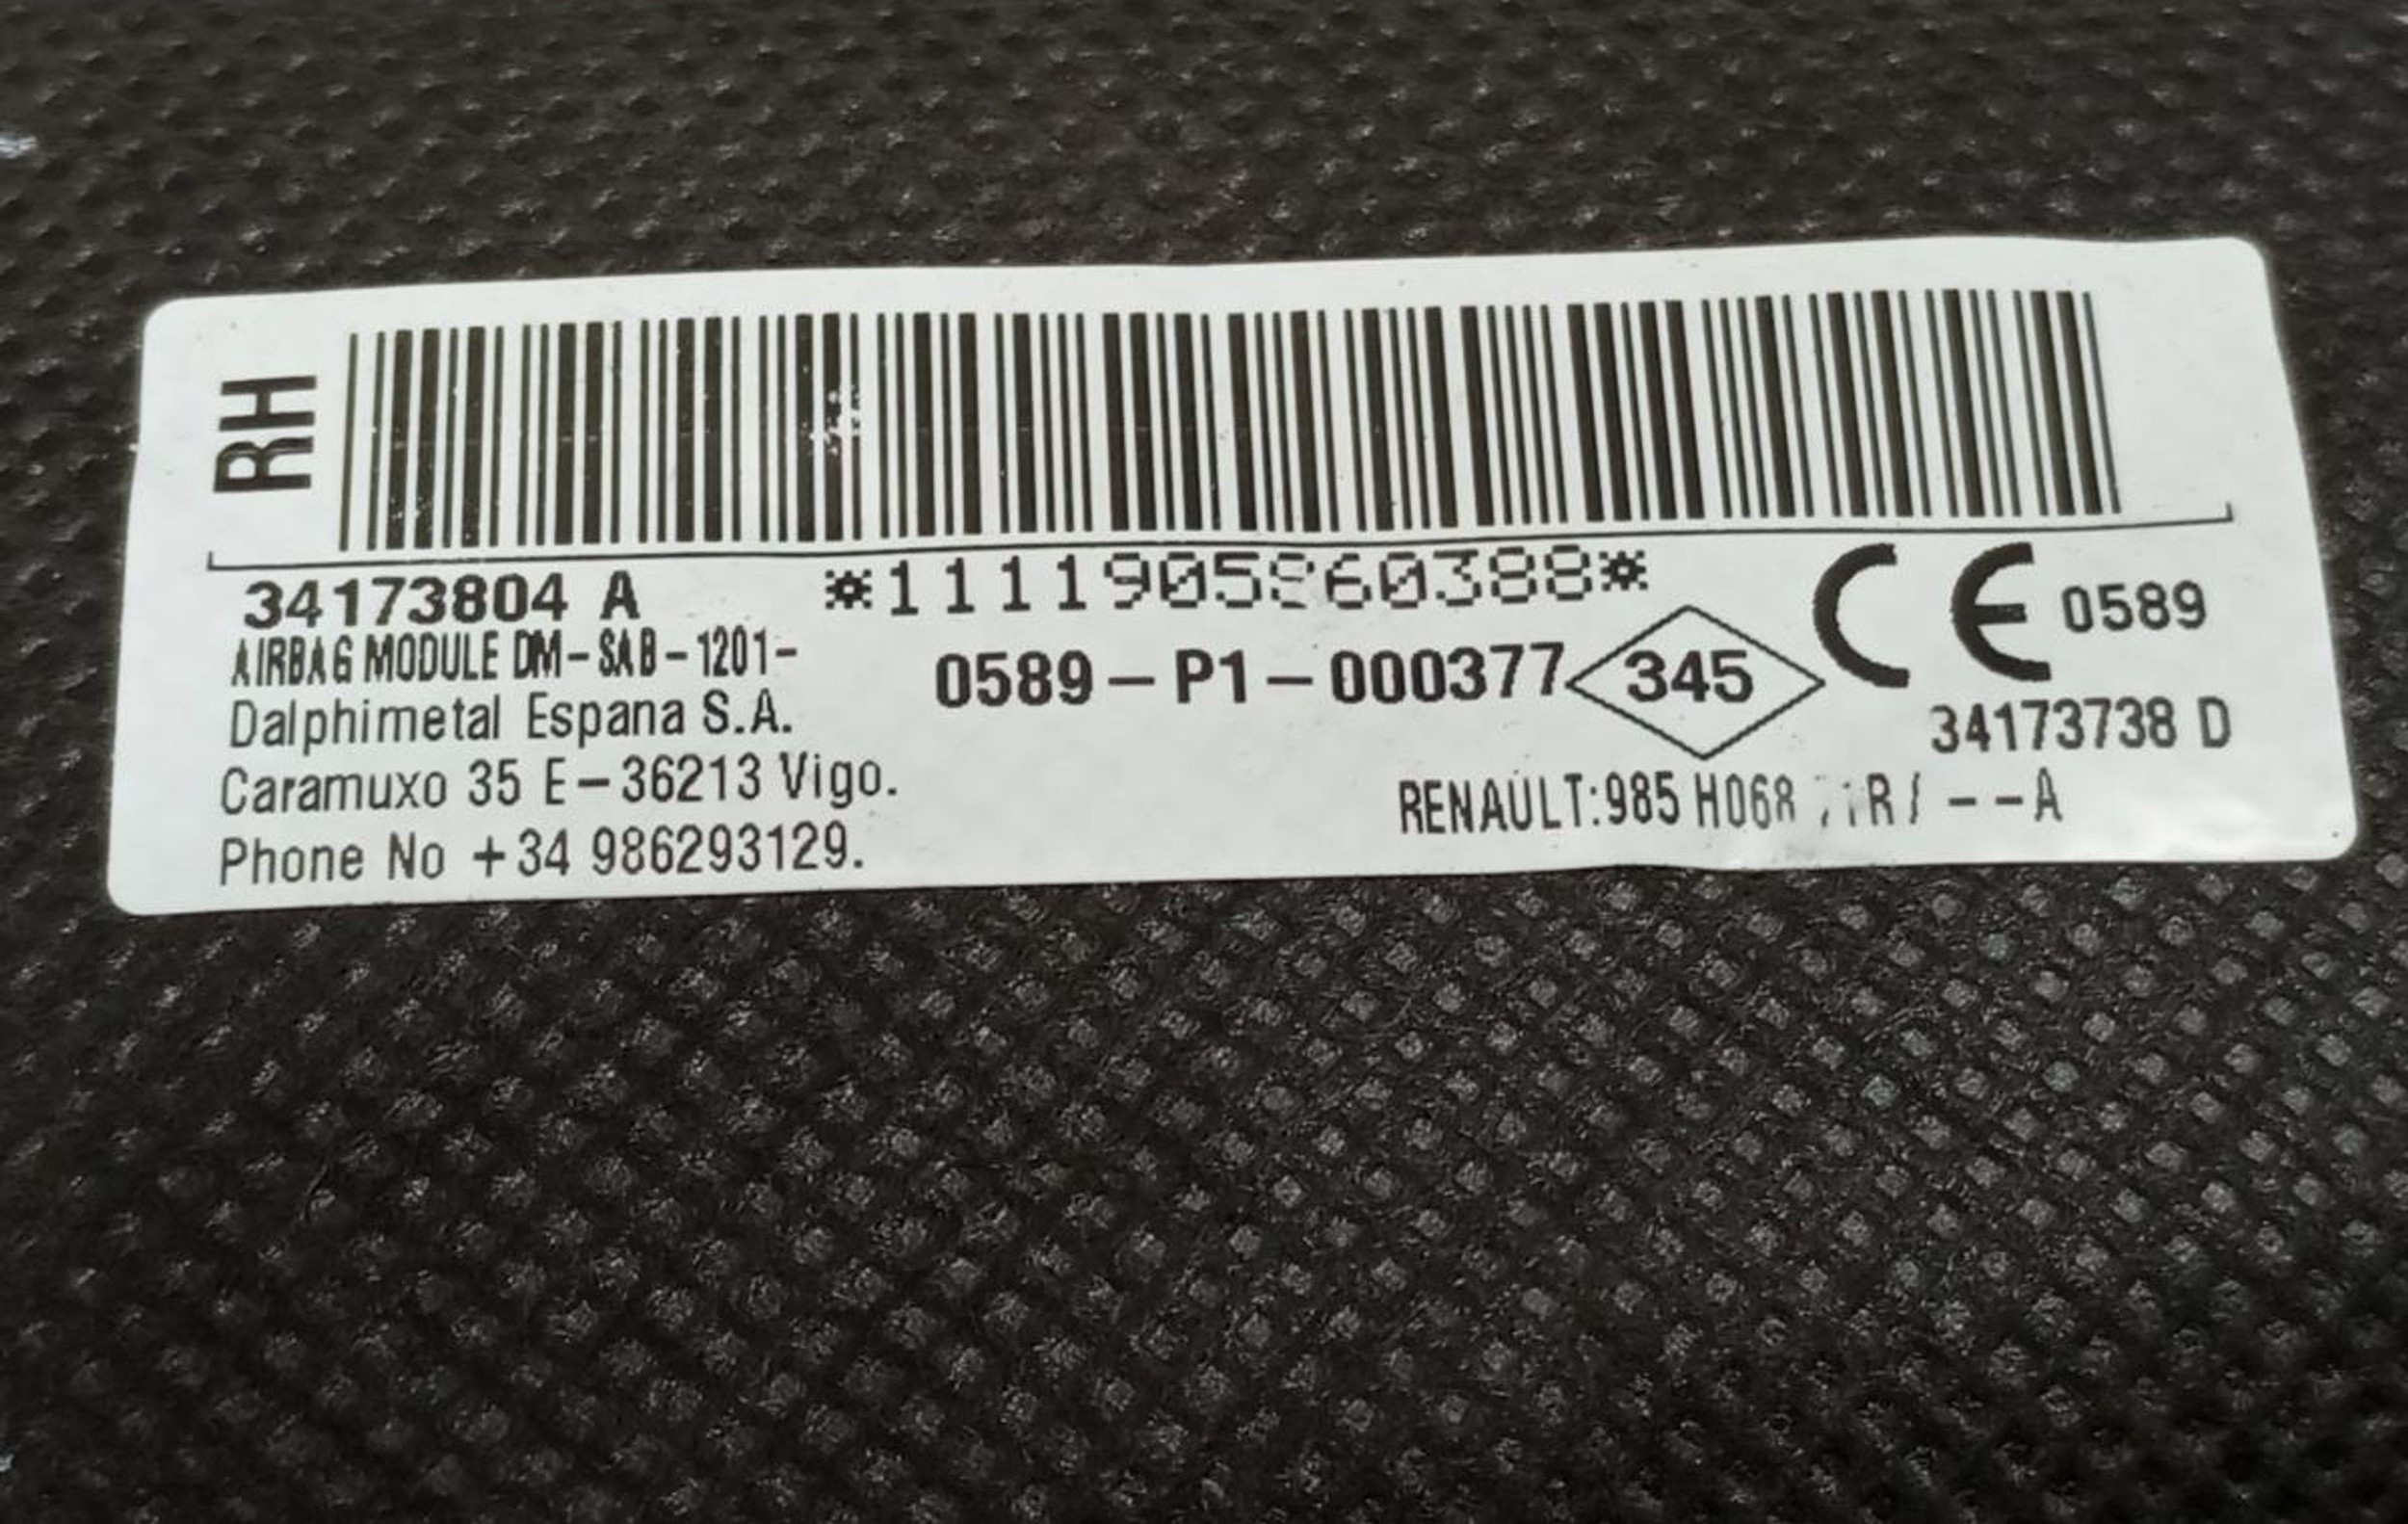 RH
34173804 A
AIRBAG MODULE DM-SAB-1201-
Dalphimetal Espana S.A.
Caramuxo 35 E-36213 Vigo.
Phone No +34 986293129.
0589-P1-000377
345
CE 0589
34173738 D
RENAULT:985 --A